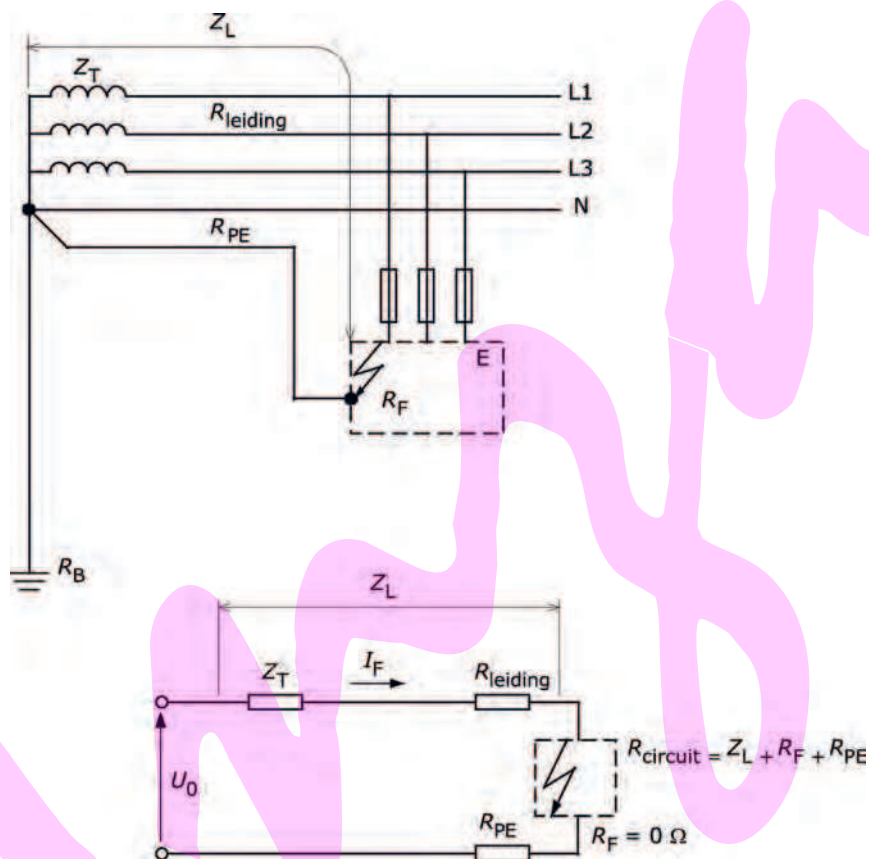 Z_L
Z_T
L1
R_leiding
L2
L3
N
R_PE
E
R_F
R_B
Z_L
Z_T
I_F
R_leiding
R_circuit = Z_L + R_F + R_PE
U_0
R_PE
R_F = 0 Ω